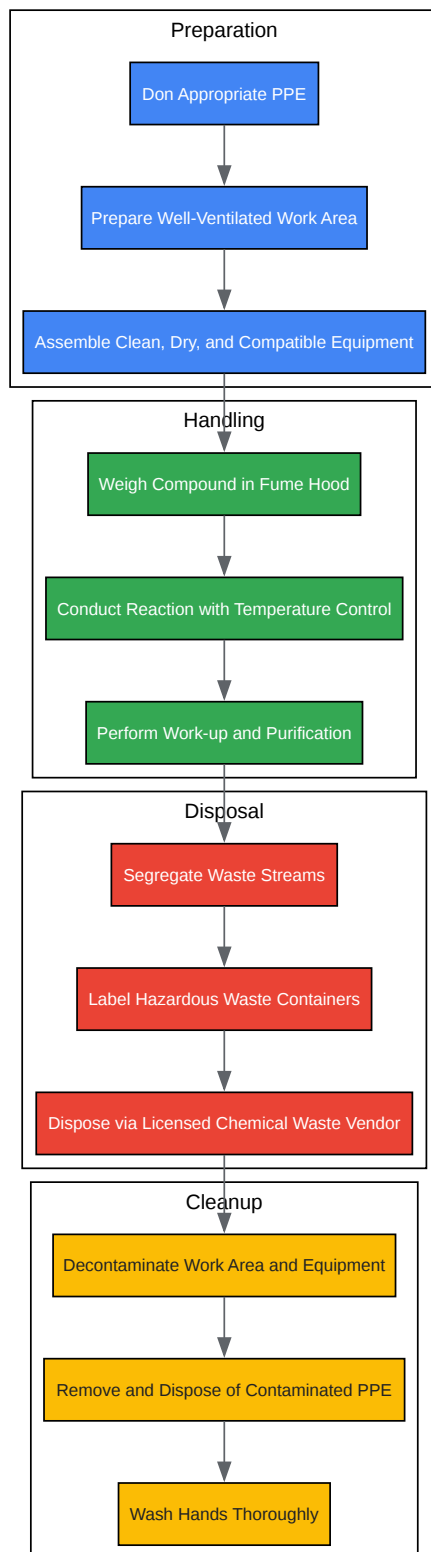 Preparation
Don Appropriate PPE
Prepare Well-Ventilated Work Area
Assemble Clean, Dry, and Compatible Equipment
Handling
Weigh Compound in Fume Hood
Conduct Reaction with Temperature Control
Perform Work-up and Purification
Disposal
Segregate Waste Streams
Label Hazardous Waste Containers
Dispose via Licensed Chemical Waste Vendor
Cleanup
Decontaminate Work Area and Equipment
Remove and Dispose of Contaminated PPE
Wash Hands Thoroughly